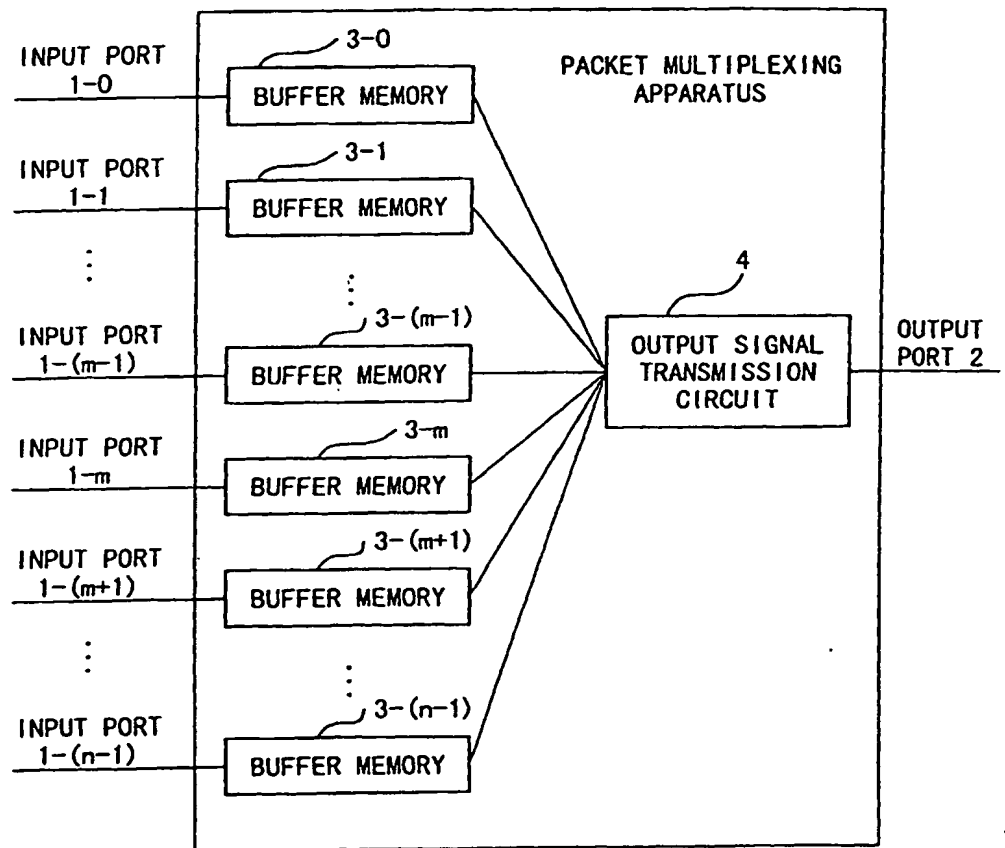 INPUT PORT
1-0
3-0
BUFFER MEMORY
PACKET MULTIPLEXING
APPARATUS
INPUT PORT
1-1
3-1
BUFFER MEMORY
INPUT PORT
1-(m-1)
3-(m-1)
BUFFER MEMORY
4
OUTPUT SIGNAL
TRANSMISSION
CIRCUIT
OUTPUT
PORT 2
INPUT PORT
1-m
3-m
BUFFER MEMORY
INPUT PORT
1-(m+1)
3-(m+1)
BUFFER MEMORY
INPUT PORT
1-(n-1)
3-(n-1)
BUFFER MEMORY